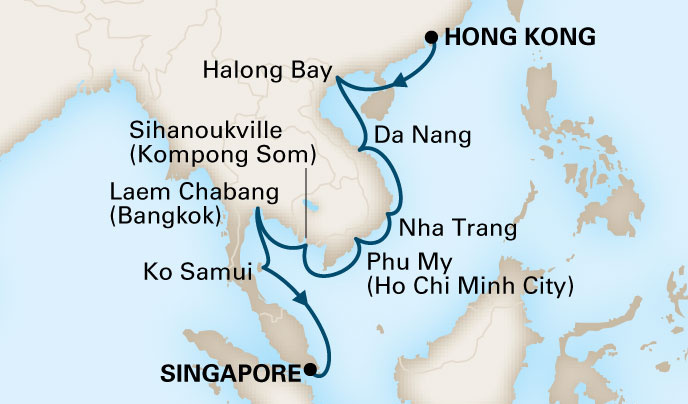 HONG KONG
Halong Bay
Da Nang
Sihanoukville
(Kompong Som)
Laem Chabang
(Bangkok)
Nha Trang
Phu My
(Ho Chi Minh City)
Ko Samui
SINGAPORE